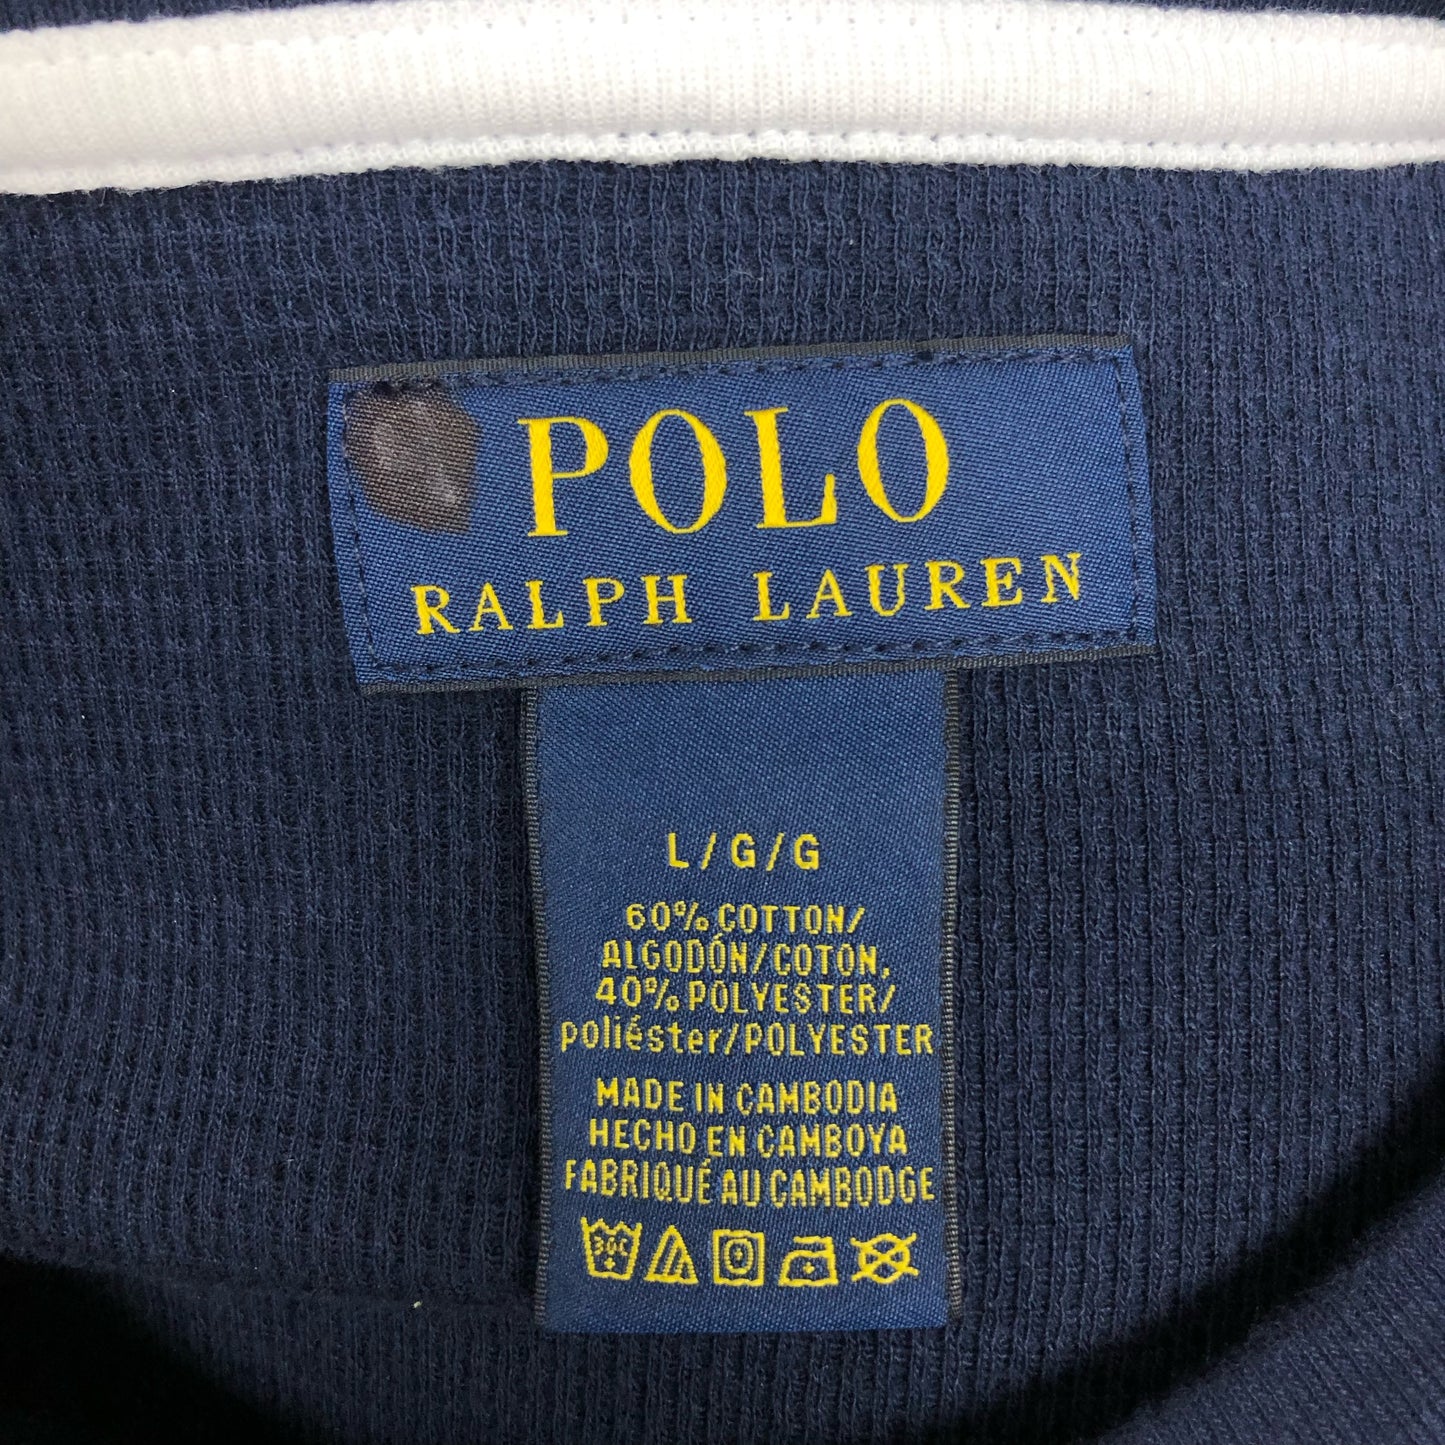 POLO
RALPH LAUREN
L/G/G
60% COTTON/
ALGODÓN/COTON,
40% POLYESTER/
poliéster/POLYESTER
MADE IN CAMBODIA
HECHO EN CAMBOYA
FABRIQUÉ AU CAMBODGE
30C